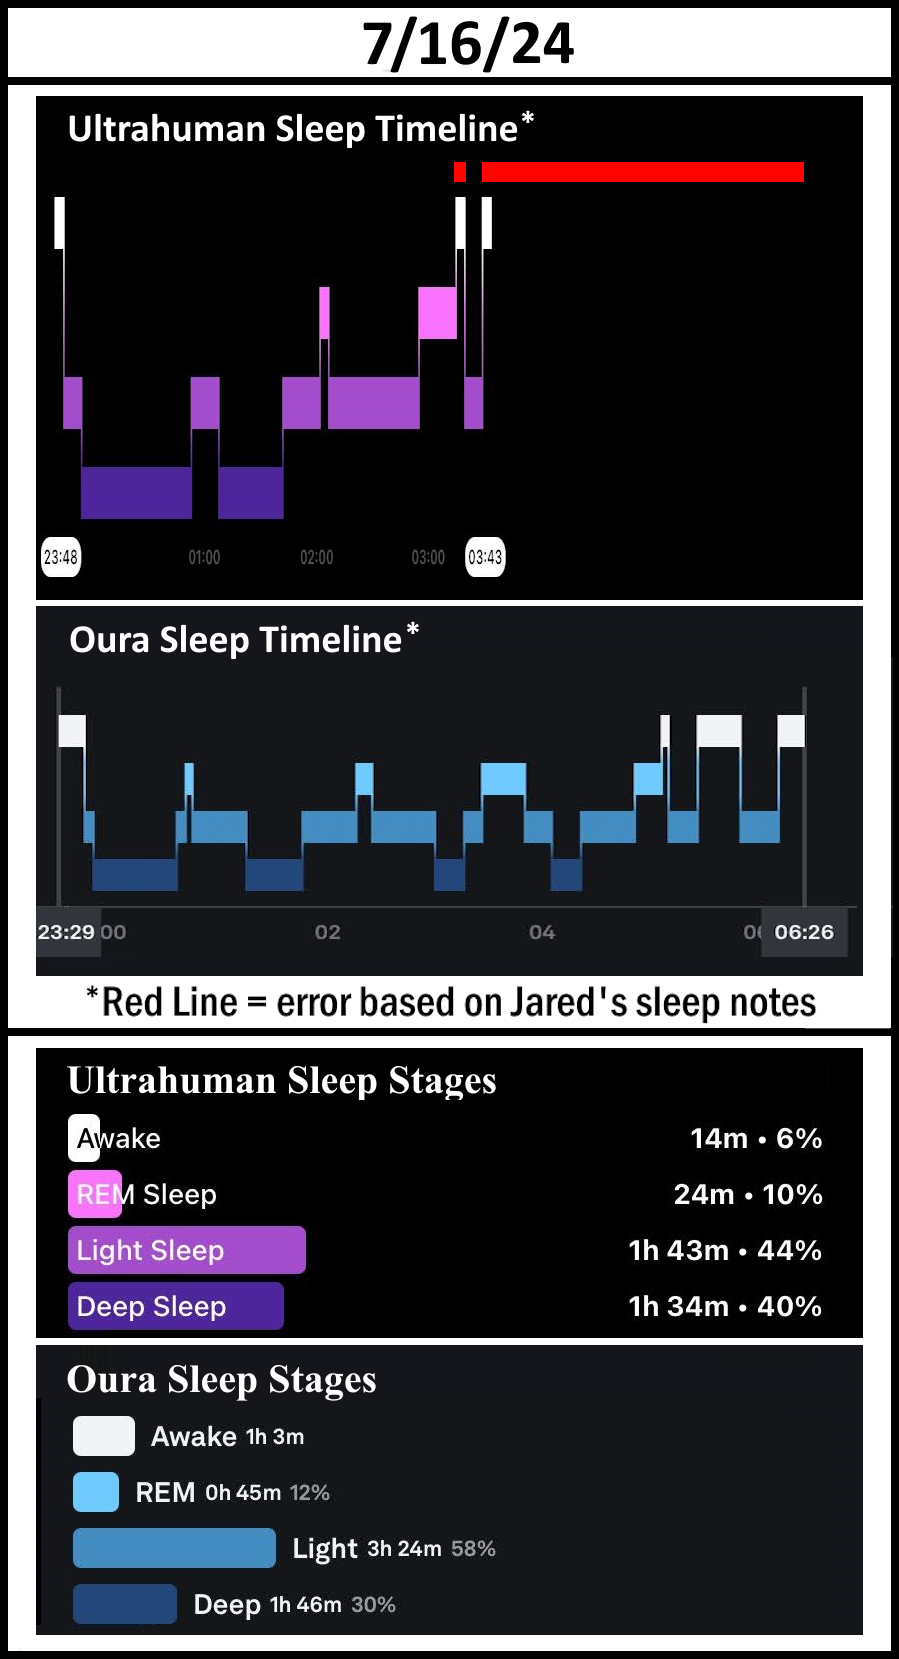 7/16/24
Ultrahuman Sleep Timeline*
23:48 01:00 02:00 03:00 03:43
Oura Sleep Timeline*
23:29 00 02 04 06:26
*Red Line = error based on Jared's sleep notes
Ultrahuman Sleep Stages
Awake 14m • 6%
REM Sleep 24m • 10%
Light Sleep 1h 43m • 44%
Deep Sleep 1h 34m • 40%
Oura Sleep Stages
Awake 1h 3m
REM 0h 45m 12%
Light 3h 24m 58%
Deep 1h 46m 30%